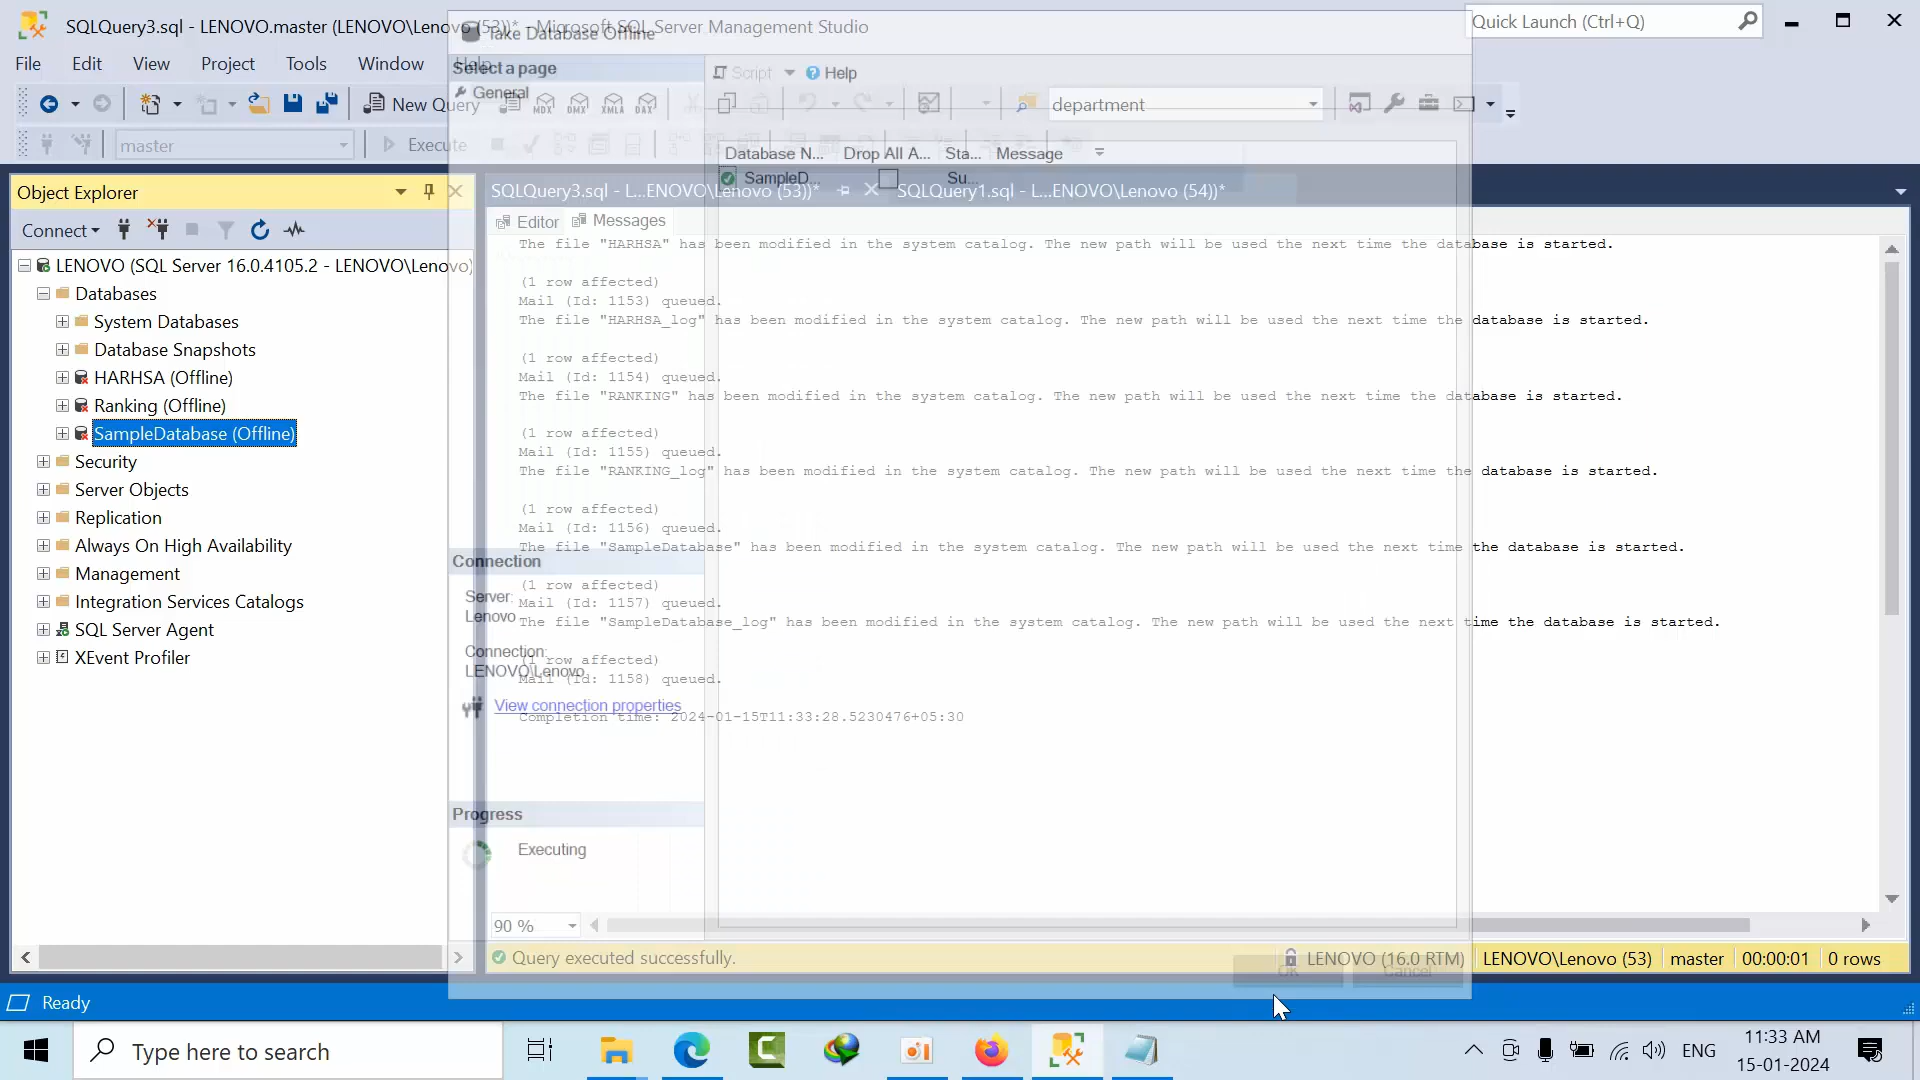 SQLQuery3.sql - LENOVO.master (LENOVO\Lenovo (53))* - Microsoft SQL Server Management Studio
Take Database Offline
Quick Launch (Ctrl+Q)
File Edit View Project Tools Window Help
Select a page
General
Script Help
New Query
MDX DMX XMLA DAX
department
master
Execute
Database N... Drop All A... Sta... Message
SampleD... Su...
Object Explorer
SQLQuery3.sql - L...ENOVO\Lenovo (53))*
SQLQuery1.sql - L...ENOVO\Lenovo (54))*
Connect
Editor Messages
LENOVO (SQL Server 16.0.4105.2 - LENOVO\Lenovo)
Databases
System Databases
Database Snapshots
HARHSA (Offline)
Ranking (Offline)
SampleDatabase (Offline)
Security
Server Objects
Replication
Always On High Availability
Management
Integration Services Catalogs
SQL Server Agent
XEvent Profiler
The file "HARHSA" has been modified in the system catalog. The new path will be used the next time the database is started.
(1 row affected)
Mail (Id: 1153) queued.
The file "HARHSA_log" has been modified in the system catalog. The new path will be used the next time the database is started.
(1 row affected)
Mail (Id: 1154) queued.
The file "RANKING" has been modified in the system catalog. The new path will be used the next time the database is started.
(1 row affected)
Mail (Id: 1155) queued.
The file "RANKING_log" has been modified in the system catalog. The new path will be used the next time the database is started.
(1 row affected)
Mail (Id: 1156) queued.
The file "SampleDatabase" has been modified in the system catalog. The new path will be used the next time the database is started.
(1 row affected)
Mail (Id: 1157) queued.
The file "SampleDatabase_log" has been modified in the system catalog. The new path will be used the next time the database is started.
(1 row affected)
Mail (Id: 1158) queued.
Completion time: 2024-01-15T11:33:28.5230476+05:30
Connection
Server:
Lenovo
Connection:
LENOVO\Lenovo
View connection properties
Progress
Executing
90 %
Query executed successfully.
LENOVO (16.0 RTM) LENOVO\Lenovo (53) master 00:00:01 0 rows
OK Cancel
Ready
Type here to search
ENG
11:33 AM
15-01-2024